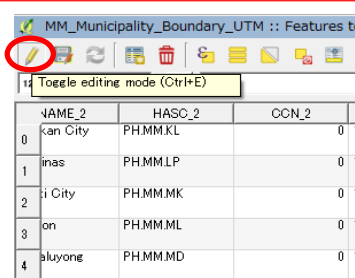 MM_Municipality_Boundary_UTM :: Features t
Toggle editing mode (Ctrl+E)
NAME_2 HASC_2 CCN_2
0 kan City PH.MM.KL 0
1 inas PH.MM.LP 0
2 ti City PH.MM.MK 0
3 on PH.MM.ML 0
4 aluyong PH.MM.MD 0